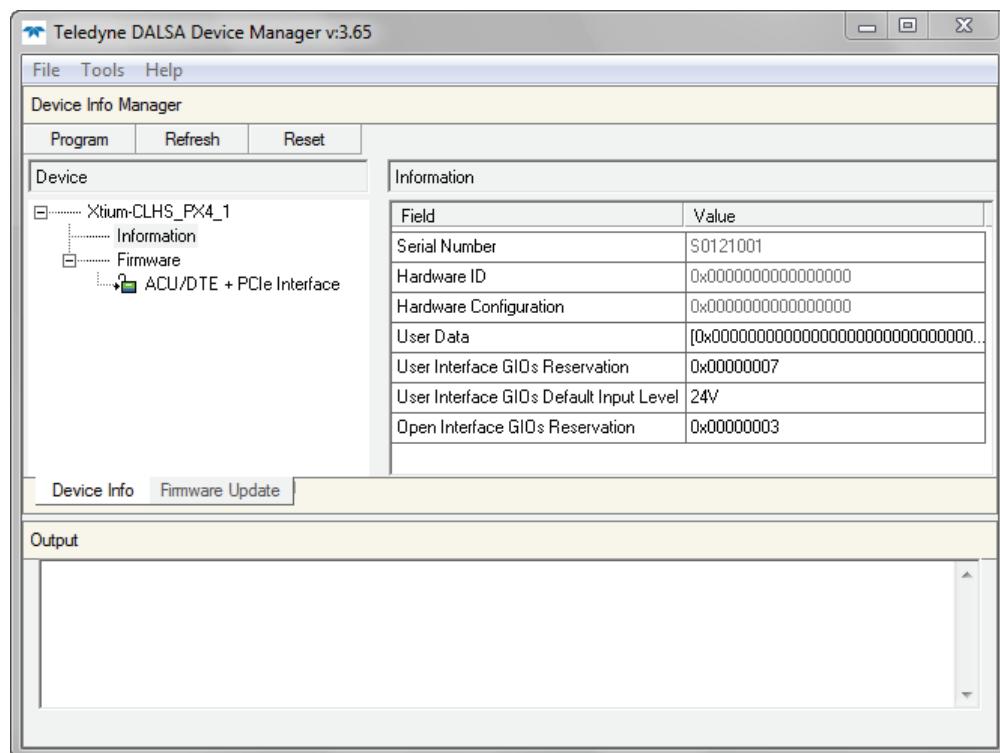 Teledyne DALSA Device Manager v:3.65
File Tools Help
Device Info Manager
Program Refresh Reset
Device
Information
Xtium-CLHS_PX4_1
Information
Firmware
ACU/DTE + PCIe Interface
Field Value
Serial Number S0121001
Hardware ID 0x0000000000000000
Hardware Configuration 0x0000000000000000
User Data [0x00000000000000000000000000000...
User Interface GIOs Reservation 0x00000007
User Interface GIOs Default Input Level 24V
Open Interface GIOs Reservation 0x00000003
Device Info Firmware Update
Output